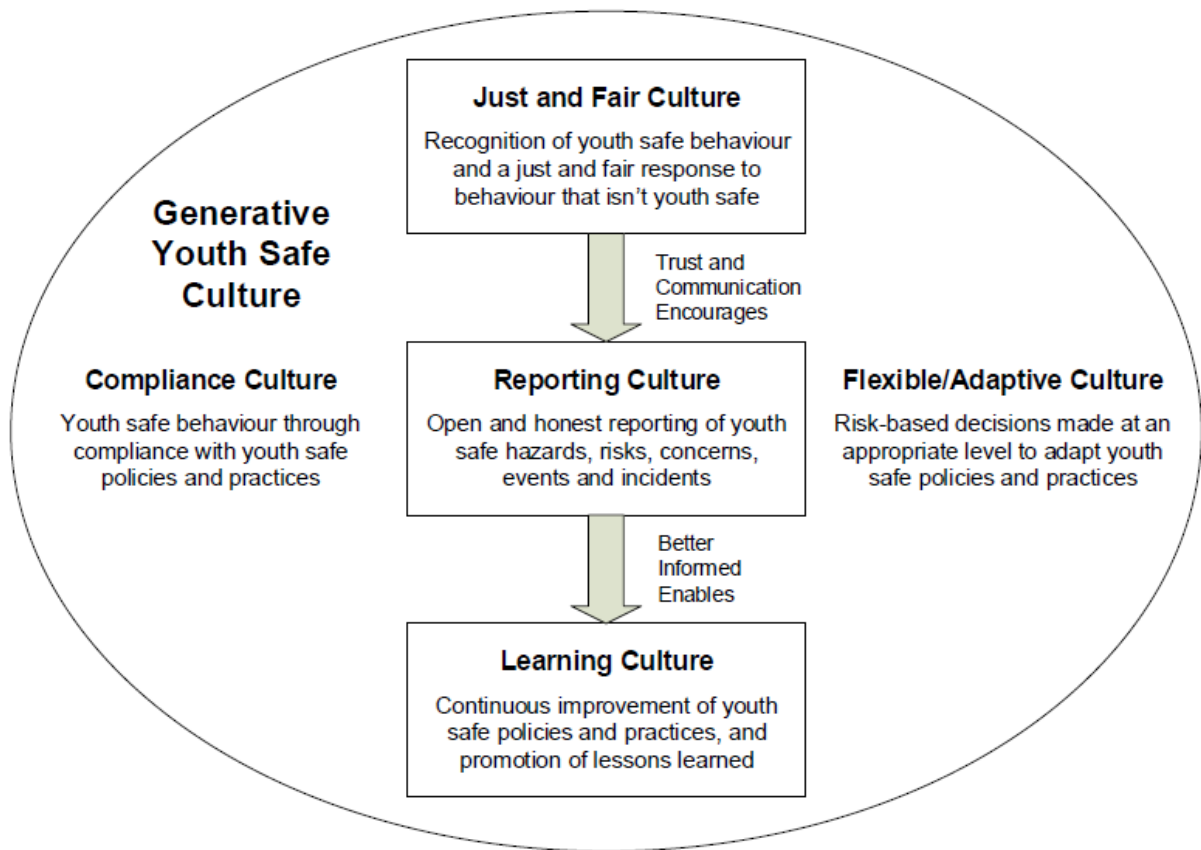 Just and Fair Culture
Recognition of youth safe behaviour
and a just and fair response to
behaviour that isn't youth safe
Generative
Youth Safe
Culture
Trust and
Communication
Encourages
Compliance Culture
Youth safe behaviour through
compliance with youth safe
policies and practices
Reporting Culture
Open and honest reporting of youth
safe hazards, risks, concerns,
events and incidents
Flexible/Adaptive Culture
Risk-based decisions made at an
appropriate level to adapt youth
safe policies and practices
Better
Informed
Enables
Learning Culture
Continuous improvement of youth
safe policies and practices, and
promotion of lessons learned